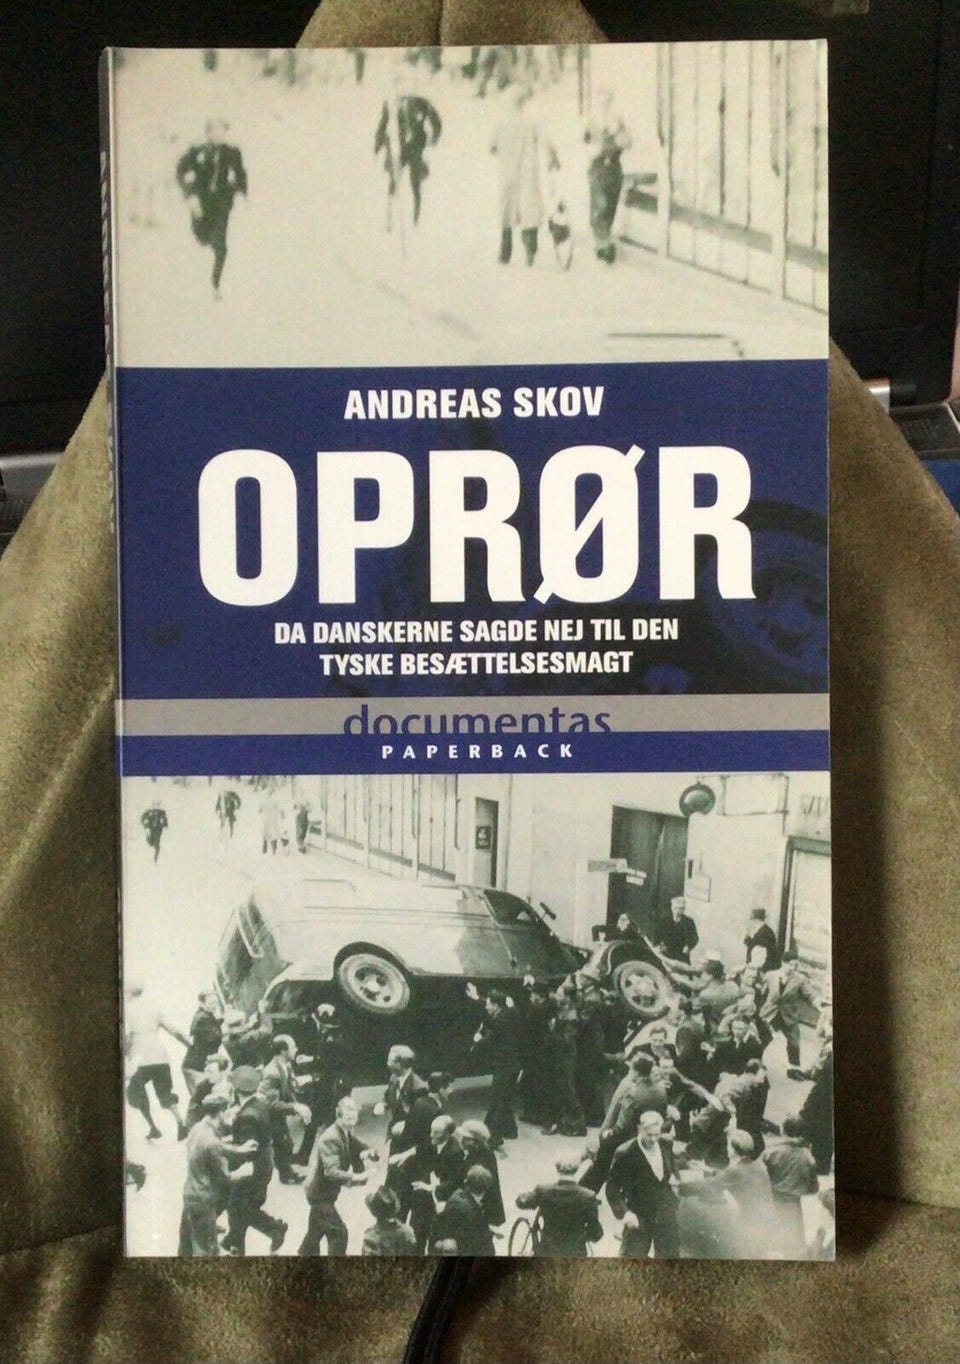 ANDREAS SKOV
OPRØR
DA DANSKERNE SAGDE NEJ TIL DEN
TYSKE BESÆTTELSESMAGT
documentas
PAPERBACK